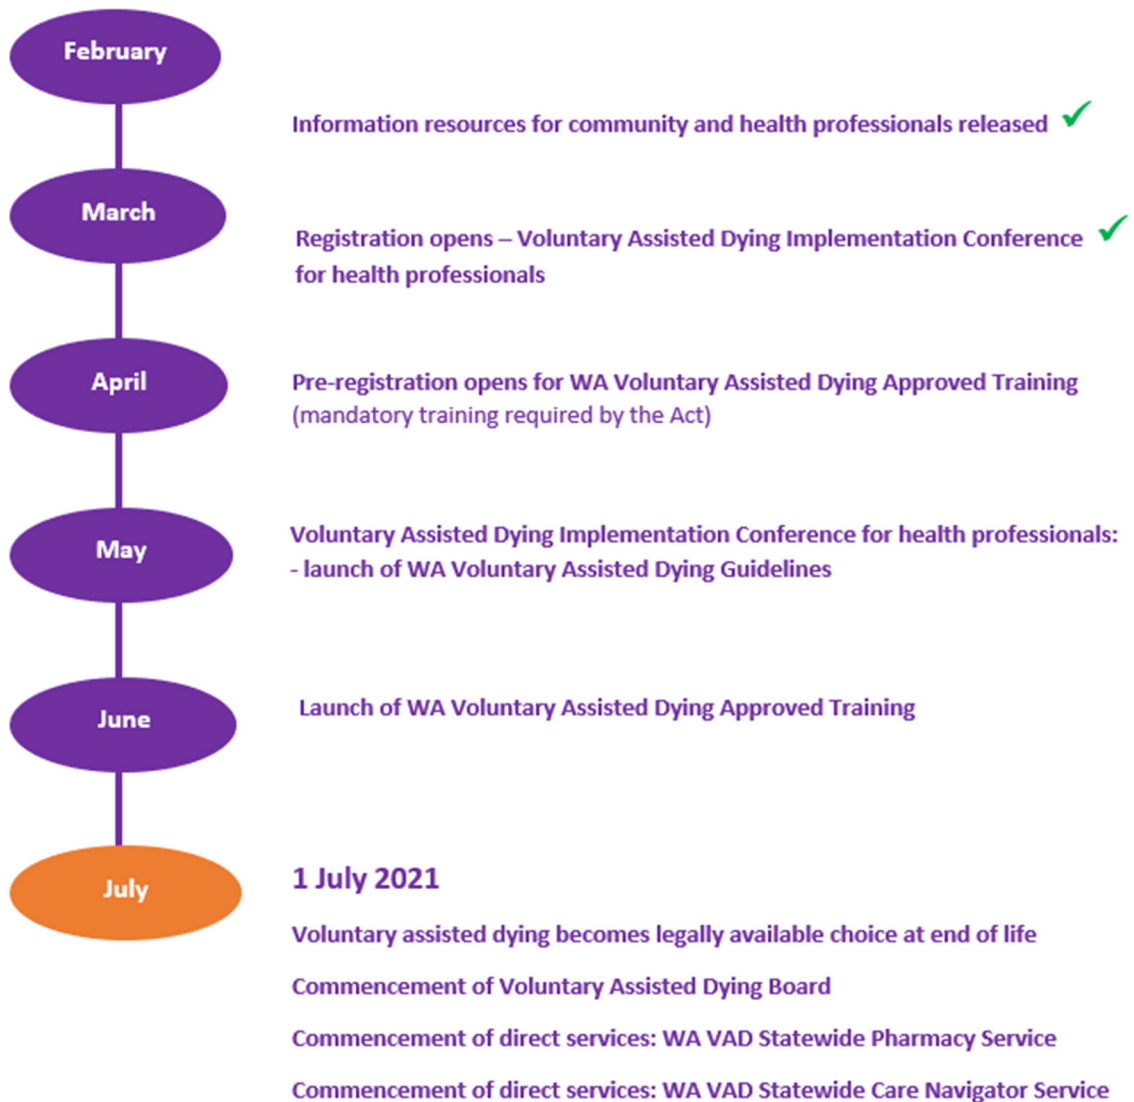 February
Information resources for community and health professionals released
March
Registration opens – Voluntary Assisted Dying Implementation Conference
for health professionals
April
Pre-registration opens for WA Voluntary Assisted Dying Approved Training
(mandatory training required by the Act)
May
Voluntary Assisted Dying Implementation Conference for health professionals:
- launch of WA Voluntary Assisted Dying Guidelines
June
Launch of WA Voluntary Assisted Dying Approved Training
July
1 July 2021
Voluntary assisted dying becomes legally available choice at end of life
Commencement of Voluntary Assisted Dying Board
Commencement of direct services: WA VAD Statewide Pharmacy Service
Commencement of direct services: WA VAD Statewide Care Navigator Service